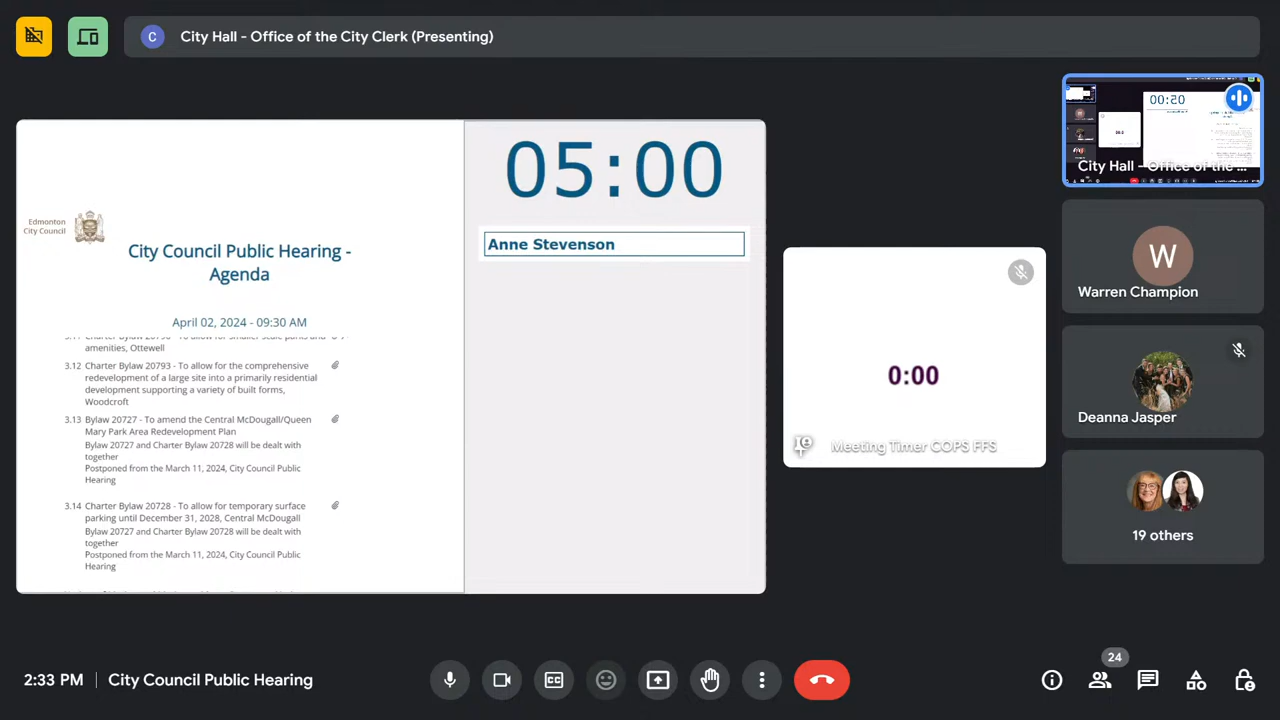 City Hall - Office of the City Clerk (Presenting)
Edmonton
City Council
City Council Public Hearing -
Agenda
April 02, 2024 - 09:30 AM
amenities, Ottewell
3.12 Charter Bylaw 20793 - To allow for the comprehensive
redevelopment of a large site into a primarily residential
development supporting a variety of built forms,
Woodcroft
3.13 Bylaw 20727 - To amend the Central McDougall/Queen
Mary Park Area Redevelopment Plan
Bylaw 20727 and Charter Bylaw 20728 will be dealt with
together
Postponed from the March 11, 2024, City Council Public
Hearing
3.14 Charter Bylaw 20728 - To allow for temporary surface
parking until December 31, 2028, Central McDougall
Bylaw 20727 and Charter Bylaw 20728 will be dealt with
together
Postponed from the March 11, 2024, City Council Public
Hearing
05:00
Anne Stevenson
0:00
Meeting Timer COPS FFS
City Hall - Office of the ...
W
Warren Champion
Deanna Jasper
19 others
2:33 PM | City Council Public Hearing
24